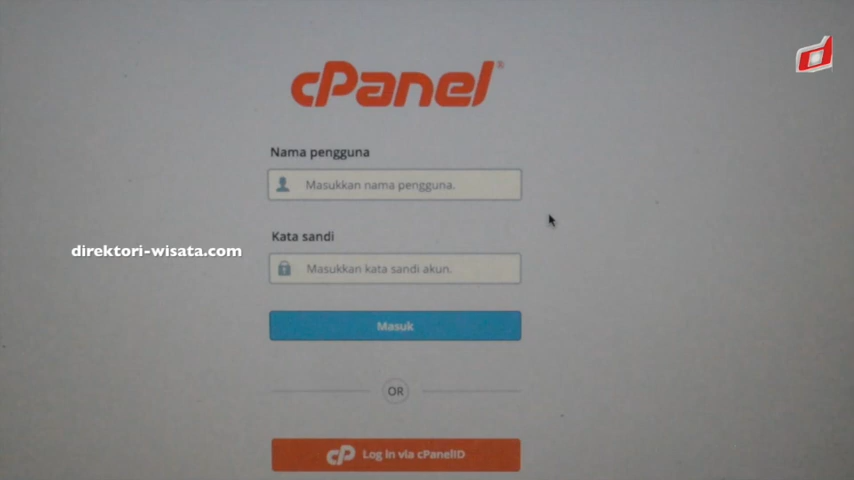 cPanel®
Nama pengguna
Masukkan nama pengguna.
direktori-wisata.com
Kata sandi
Masukkan kata sandi akun.
Masuk
OR
cP Log in via cPanelID